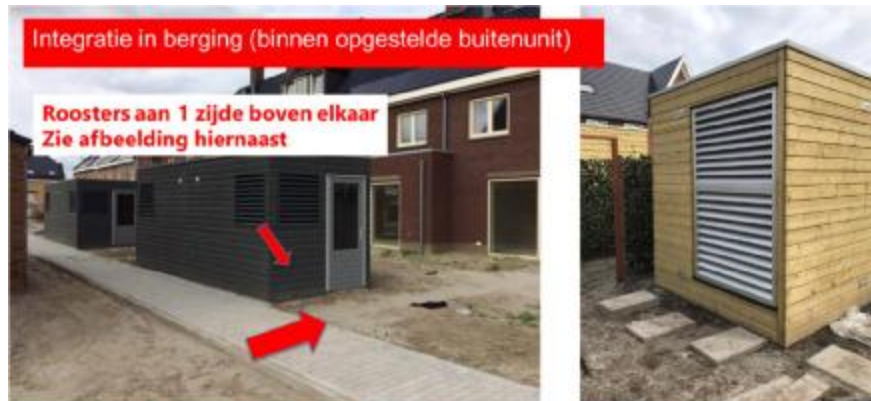 Integratie in berging (binnen opgestelde buitenunit)
Roosters aan 1 zijde boven elkaar
Zie afbeelding hiernaast